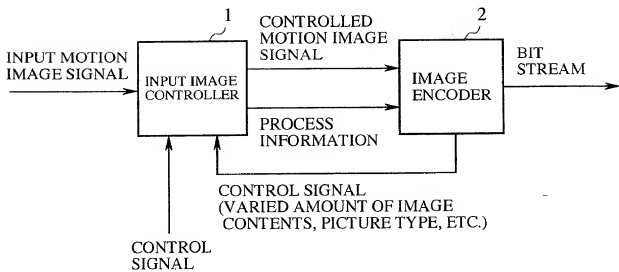 1
CONTROLLED
MOTION IMAGE
SIGNAL
2
INPUT MOTION
IMAGE SIGNAL
INPUT IMAGE
CONTROLLER
IMAGE
ENCODER
BIT
STREAM
PROCESS
INFORMATION
CONTROL SIGNAL
(VARIED AMOUNT OF IMAGE
CONTENTS, PICTURE TYPE, ETC.)
CONTROL
SIGNAL